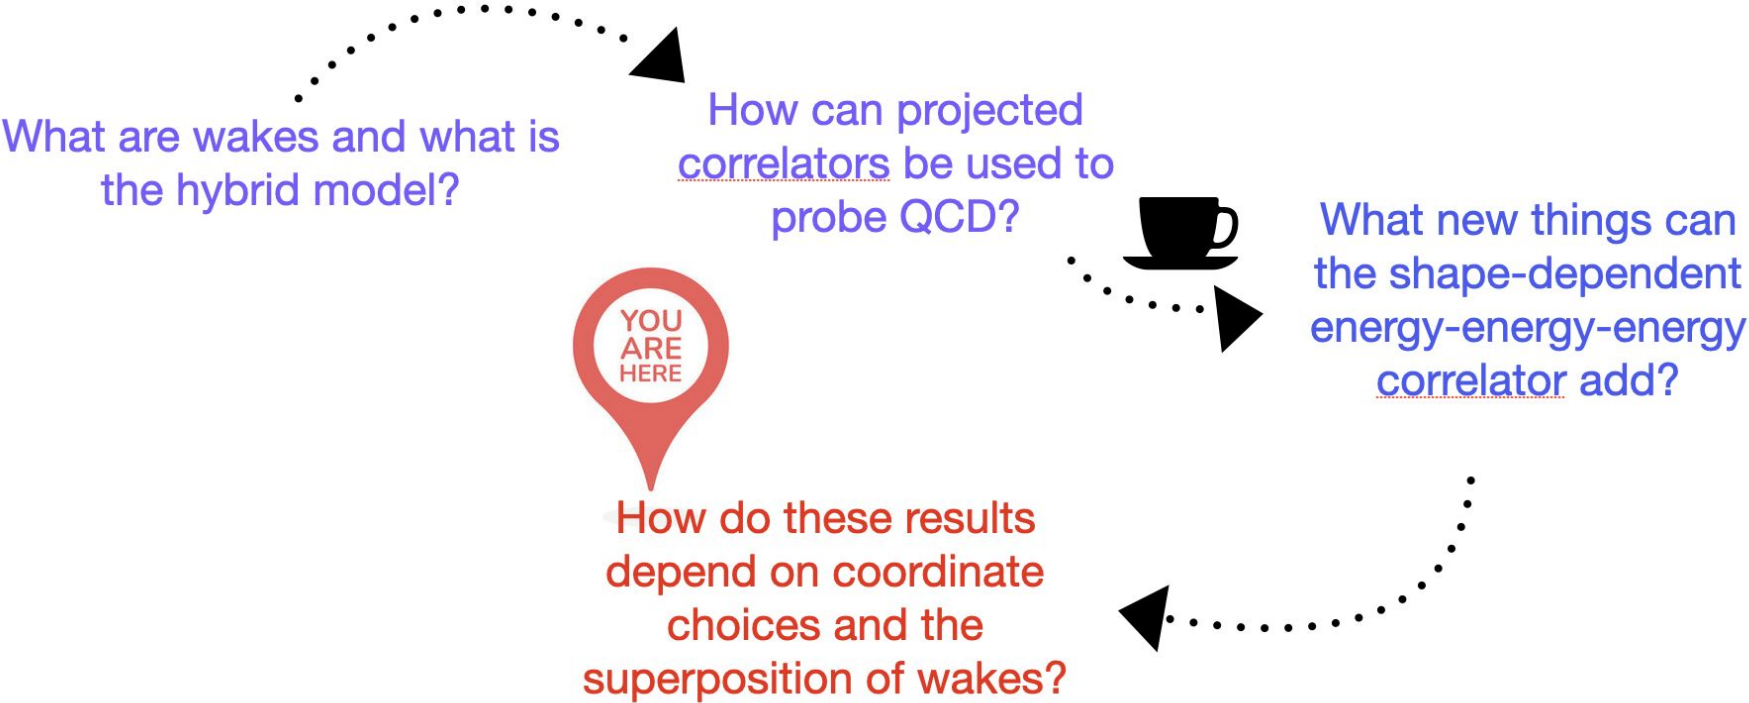 What are wakes and what is
the hybrid model?
How can projected
correlators be used to
probe QCD?
What new things can
the shape-dependent
energy-energy-energy
correlator add?
YOU
ARE
HERE
How do these results
depend on coordinate
choices and the
superposition of wakes?